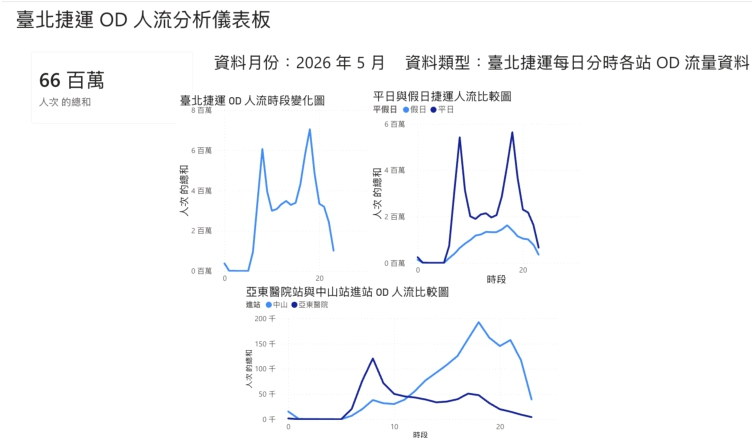 臺北捷運 OD 人流分析儀表板
資料月份：2026 年 5 月 資料類型：臺北捷運每日分時各站 OD 流量資料
66 百萬
人次 的總和
臺北捷運 OD 人流時段變化圖
8 百萬
6 百萬
4 百萬
2 百萬
0 百萬
人次 的總和
0
20
平日與假日捷運人流比較圖
平假日 假日 平日
6 百萬
4 百萬
2 百萬
0 百萬
人次 的總和
0
20
時段
亞東醫院站與中山站進站 OD 人流比較圖
進站 中山 亞東醫院
200 千
150 千
100 千
50 千
0 千
人次 的總和
0
10
20
時段